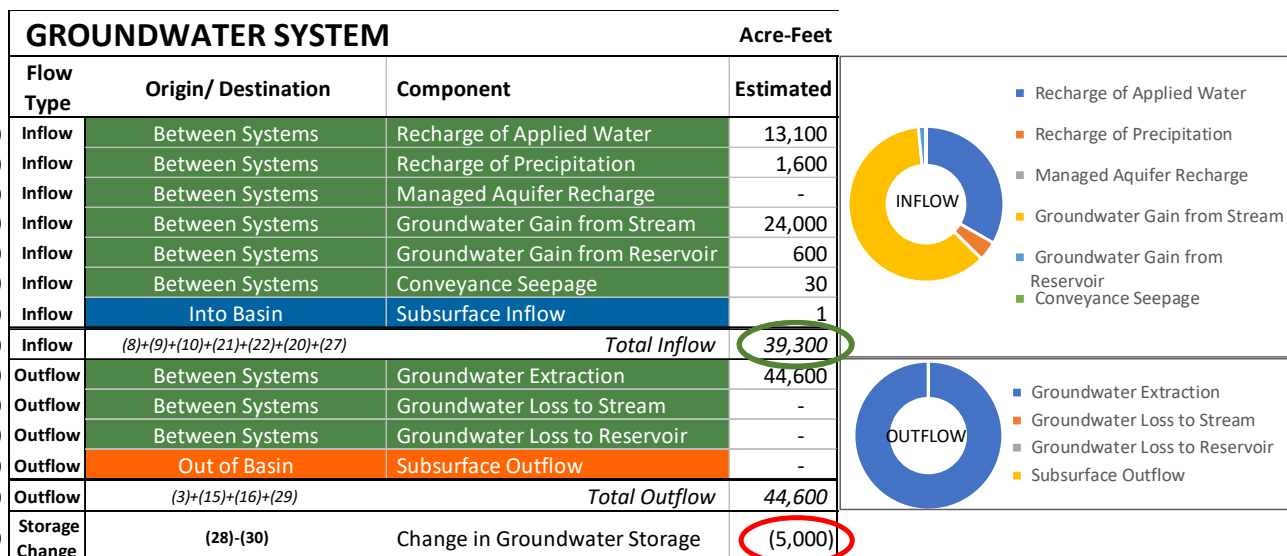 GROUNDWATER SYSTEM Acre-Feet
Flow Type Origin/ Destination Component Estimated
) Inflow Between Systems Recharge of Applied Water 13,100
) Inflow Between Systems Recharge of Precipitation 1,600
) Inflow Between Systems Managed Aquifer Recharge -
) Inflow Between Systems Groundwater Gain from Stream 24,000
) Inflow Between Systems Groundwater Gain from Reservoir 600
) Inflow Between Systems Conveyance Seepage 30
) Inflow Into Basin Subsurface Inflow 1
) Inflow (8)+(9)+(10)+(21)+(22)+(20)+(27) Total Inflow 39,300
) Outflow Between Systems Groundwater Extraction 44,600
) Outflow Between Systems Groundwater Loss to Stream -
) Outflow Between Systems Groundwater Loss to Reservoir -
) Outflow Out of Basin Subsurface Outflow -
) Outflow (3)+(15)+(16)+(29) Total Outflow 44,600
) Storage Change (28)-(30) Change in Groundwater Storage (5,000)
INFLOW
Recharge of Applied Water
Recharge of Precipitation
Managed Aquifer Recharge
Groundwater Gain from Stream
Groundwater Gain from
Reservoir
Conveyance Seepage
OUTFLOW
Groundwater Extraction
Groundwater Loss to Stream
Groundwater Loss to Reservoir
Subsurface Outflow